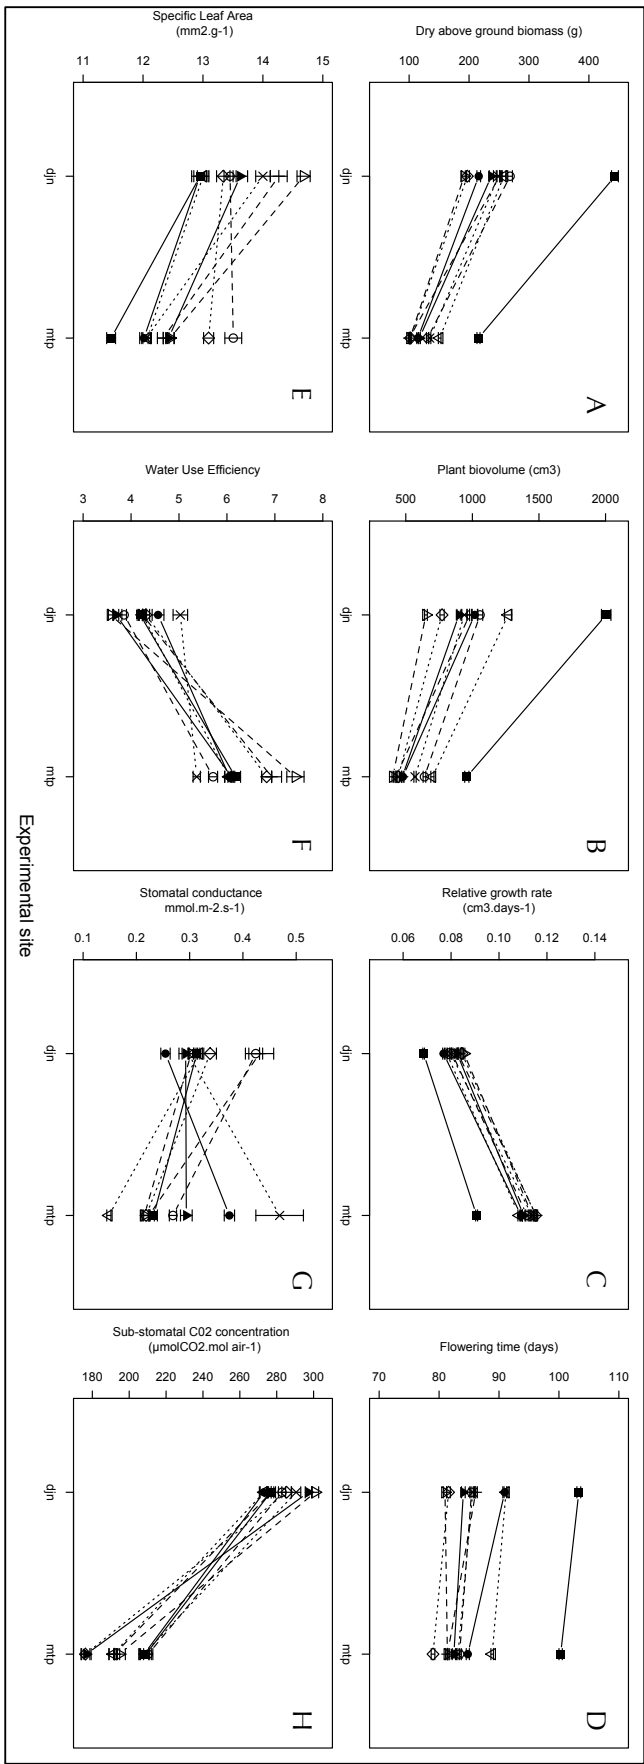 Dry above ground biomass (g)
100 200 300 400
djn mtp
A
Plant biovolume (cm3)
500 1000 1500 2000
djn mtp
B
Relative growth rate
(cm3.days-1)
0.06 0.08 0.10 0.12 0.14
djn mtp
C
Flowering time (days)
70 80 90 100 110
djn mtp
D
Specific Leaf Area
(mm2.g-1)
11 12 13 14 15
djn mtp
E
Water Use Efficiency
3 4 5 6 7 8
djn mtp
F
Stomatal conductance
mmol.m-2.s-1)
0.1 0.2 0.3 0.4 0.5
djn mtp
G
Sub-stomatal C02 concentration
(µmolCO2.mol air-1)
180 200 220 240 260 280 300
djn mtp
H
Experimental site